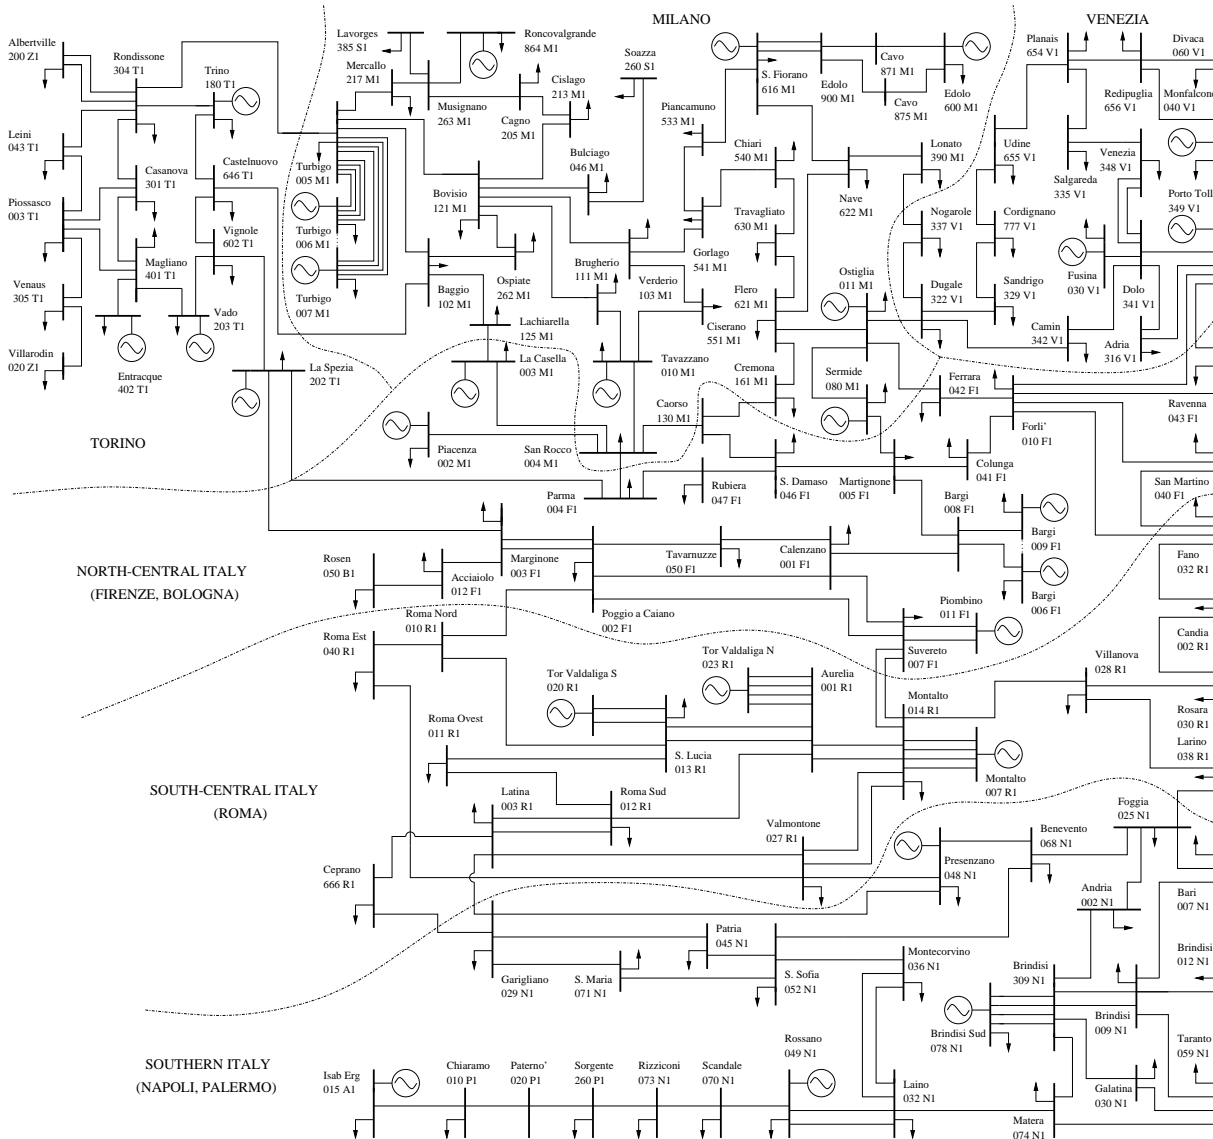 MILANO
VENEZIA
Albertville
200 Z1
Rondissone
304 T1
Trino
180 T1
Leini
043 T1
Casanova
301 T1
Castelnuovo
646 T1
Piossasco
003 T1
Vignole
602 T1
Magliano
401 T1
Venaus
305 T1
Vado
203 T1
Villarodin
020 Z1
Entracque
402 T1
La Spezia
202 T1
TORINO
Lavorges
385 S1
Roncovalgrande
864 M1
Mercallo
217 M1
Cislago
213 M1
Musignano
263 M1
Cagno
205 M1
Soazza
260 S1
Turbigo
005 M1
Bovisio
121 M1
Bulciago
046 M1
Turbigo
006 M1
Turbigo
007 M1
Baggio
102 M1
Ospiate
262 M1
Brugherio
111 M1
Verderio
103 M1
Lachiarella
125 M1
La Casella
003 M1
Tavazzano
010 M1
Piacenza
002 M1
San Rocco
004 M1
Parma
004 F1
Piancamuno
533 M1
S. Fiorano
616 M1
Edolo
900 M1
Cavo
871 M1
Cavo
875 M1
Edolo
600 M1
Chiari
540 M1
Lonato
390 M1
Travagliato
630 M1
Nave
622 M1
Gorlago
541 M1
Ostiglia
011 M1
Flero
621 M1
Ciserano
551 M1
Cremona
161 M1
Sermide
080 M1
Caorso
130 M1
Planais
654 V1
Divaca
060 V1
Redipuglia
656 V1
Monfalcone
040 V1
Udine
655 V1
Venezia
348 V1
Salgareda
335 V1
Porto Toll
349 V1
Nogarole
337 V1
Cordignano
777 V1
Fusina
030 V1
Dolo
341 V1
Dugale
322 V1
Sandrigo
329 V1
Camin
342 V1
Adria
316 V1
Ferrara
042 F1
Ravenna
043 F1
Forli'
010 F1
Rubiera
047 F1
S. Damaso
046 F1
Martignone
005 F1
Colunga
041 F1
San Martino
040 F1
Bargi
008 F1
Bargi
009 F1
Bargi
006 F1
NORTH-CENTRAL ITALY
(FIRENZE, BOLOGNA)
Rosen
050 B1
Acciaiolo
012 F1
Marginone
003 F1
Tavarnuzze
050 F1
Calenzano
001 F1
Fano
032 R1
Poggio a Caiano
002 F1
Piombino
011 F1
Suvereto
007 F1
Candia
002 R1
Roma Nord
010 R1
Roma Est
040 R1
Tor Valdaliga S
020 R1
Tor Valdaliga N
023 R1
Aurelia
001 R1
Montalto
014 R1
Villanova
028 R1
Rosara
030 R1
Larino
038 R1
Roma Ovest
011 R1
S. Lucia
013 R1
Montalto
007 R1
SOUTH-CENTRAL ITALY
(ROMA)
Latina
003 R1
Roma Sud
012 R1
Valmontone
027 R1
Foggia
025 N1
Benevento
068 N1
Ceprano
666 R1
Presenzano
048 N1
Andria
002 N1
Bari
007 N1
Patria
045 N1
Garigliano
029 N1
S. Maria
071 N1
S. Sofia
052 N1
Montecorvino
036 N1
Brindisi
309 N1
Brindisi
012 N1
Brindisi
009 N1
Brindisi Sud
078 N1
Taranto
059 N1
SOUTHERN ITALY
(NAPOLI, PALERMO)
Isab Erg
015 A1
Chiaramo
010 P1
Paterno'
020 P1
Sorgente
260 P1
Rizziconi
073 N1
Scandale
070 N1
Rossano
049 N1
Laino
032 N1
Galatina
030 N1
Matera
074 N1